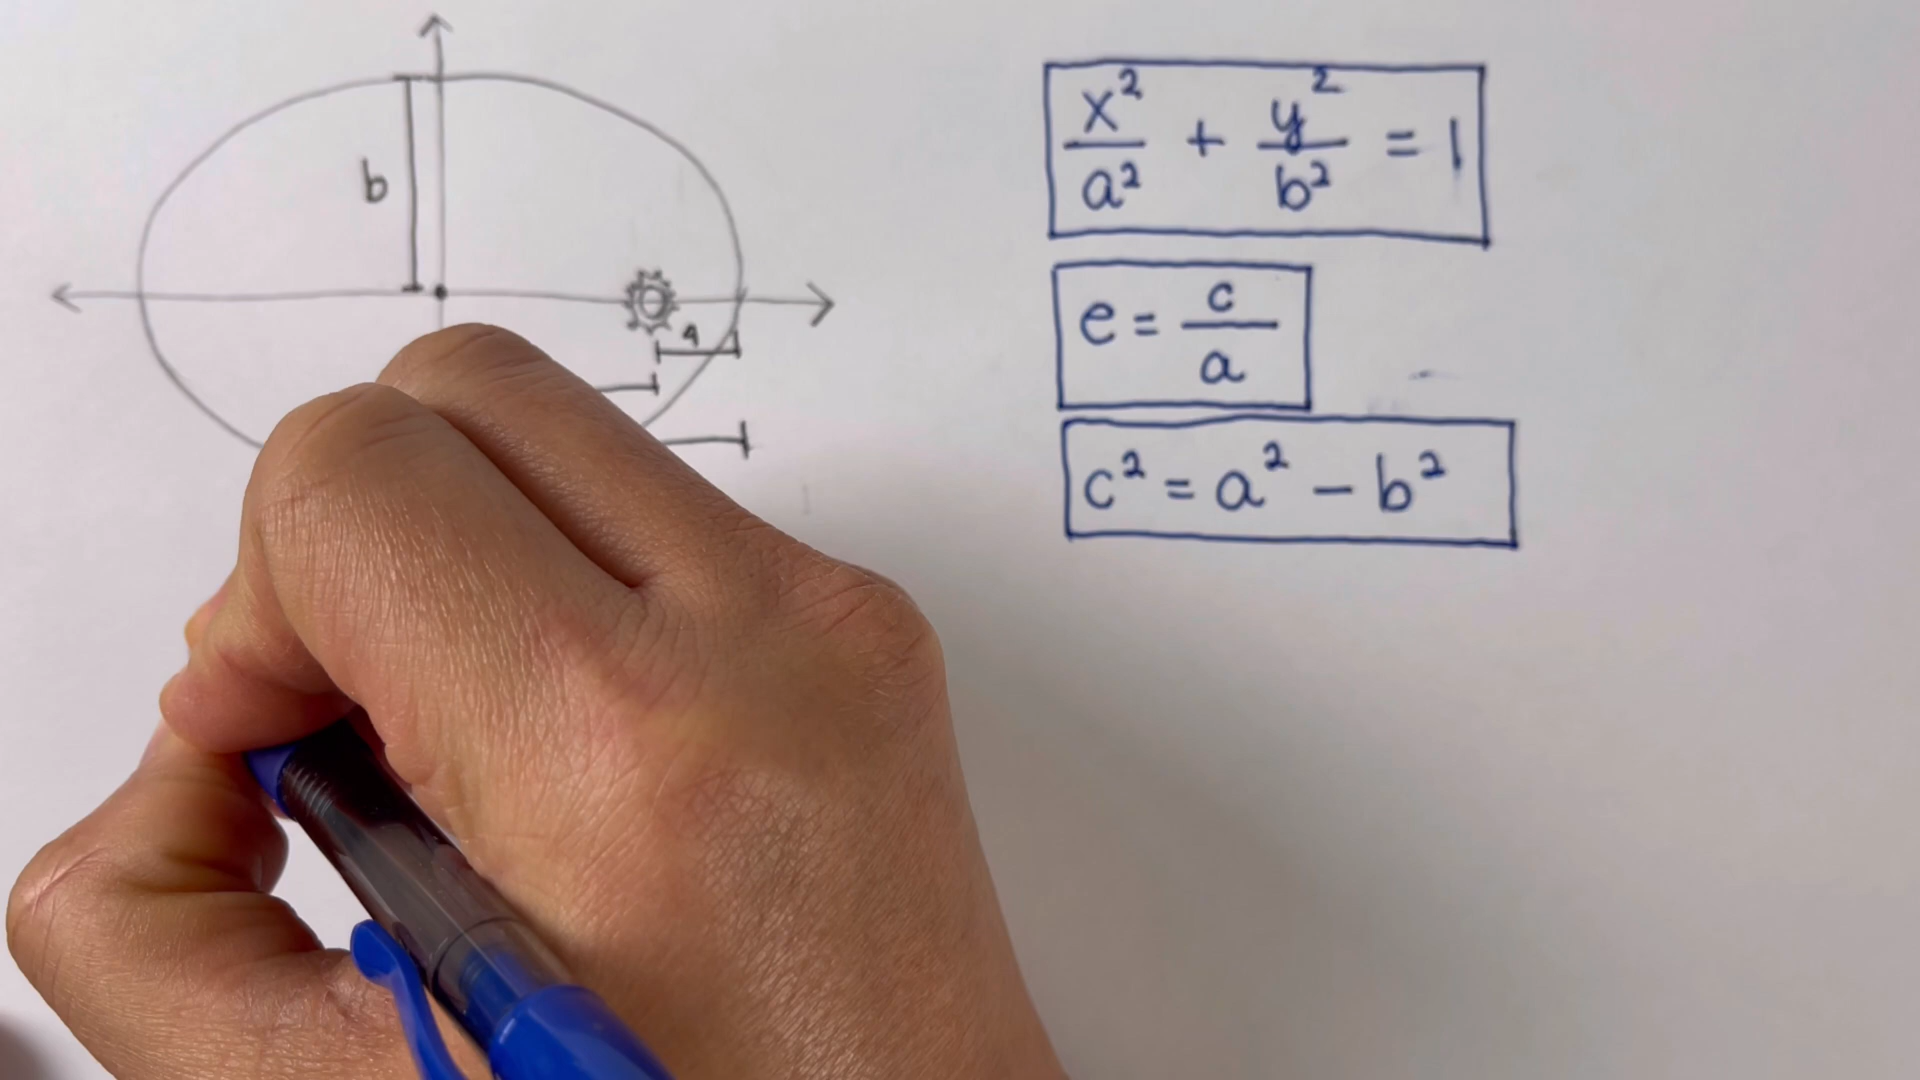 b
x² / a² + y² / b² = 1
e = c / a
c² = a² − b²